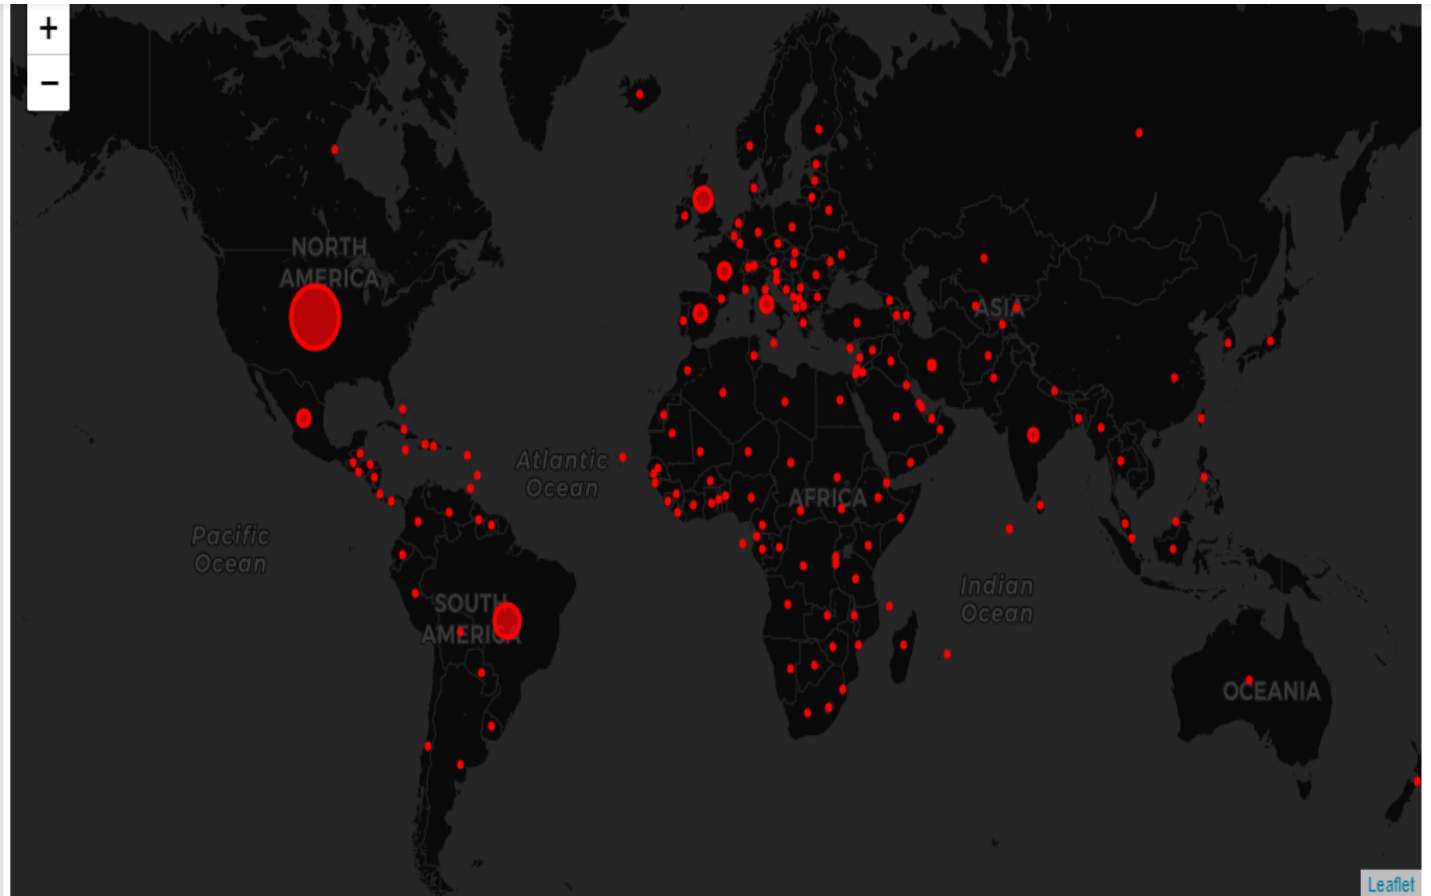 +
−
NORTH
AMERICA
ASIA
Atlantic
Ocean
AFRICA
Pacific
Ocean
Indian
Ocean
SOUTH
AMERICA
OCEANIA
Leaflet